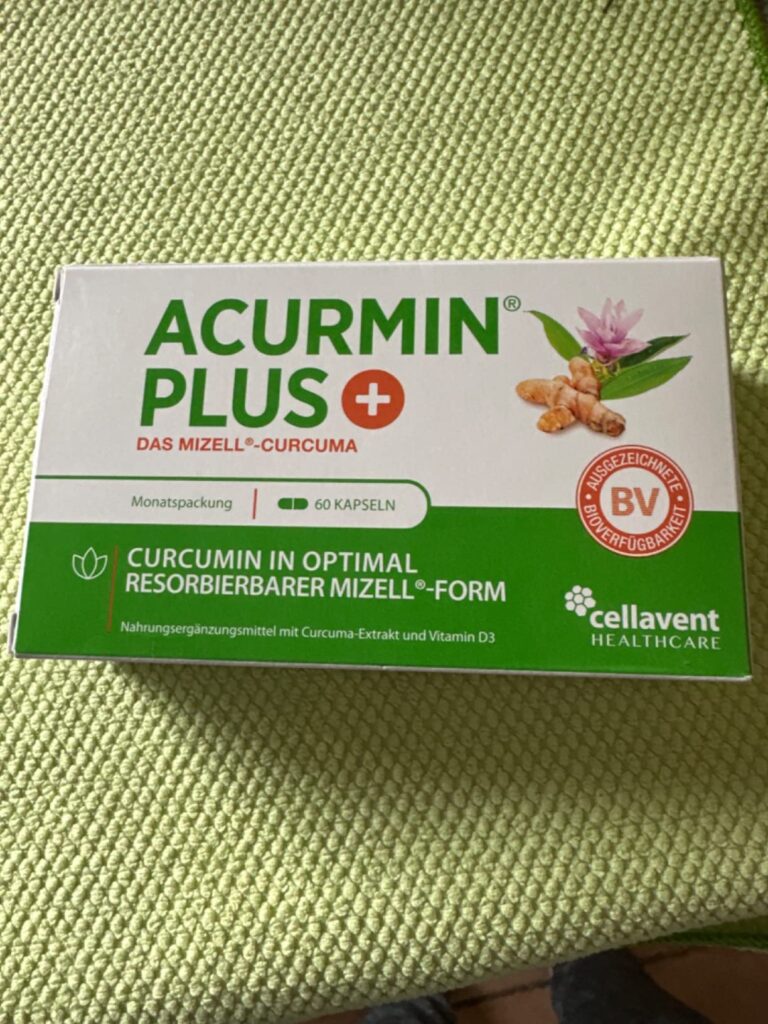 ACURMIN®
PLUS +
DAS MIZELL®-CURCUMA
Monatspackung | 60 KAPSELN
AUSGEZEICHNETE
BV
BIOVERFÜGBARKEIT
CURCUMIN IN OPTIMAL
RESORBIERBARER MIZELL®-FORM
Nahrungsergänzungsmittel mit Curcuma-Extrakt und Vitamin D3
cellavent
HEALTHCARE